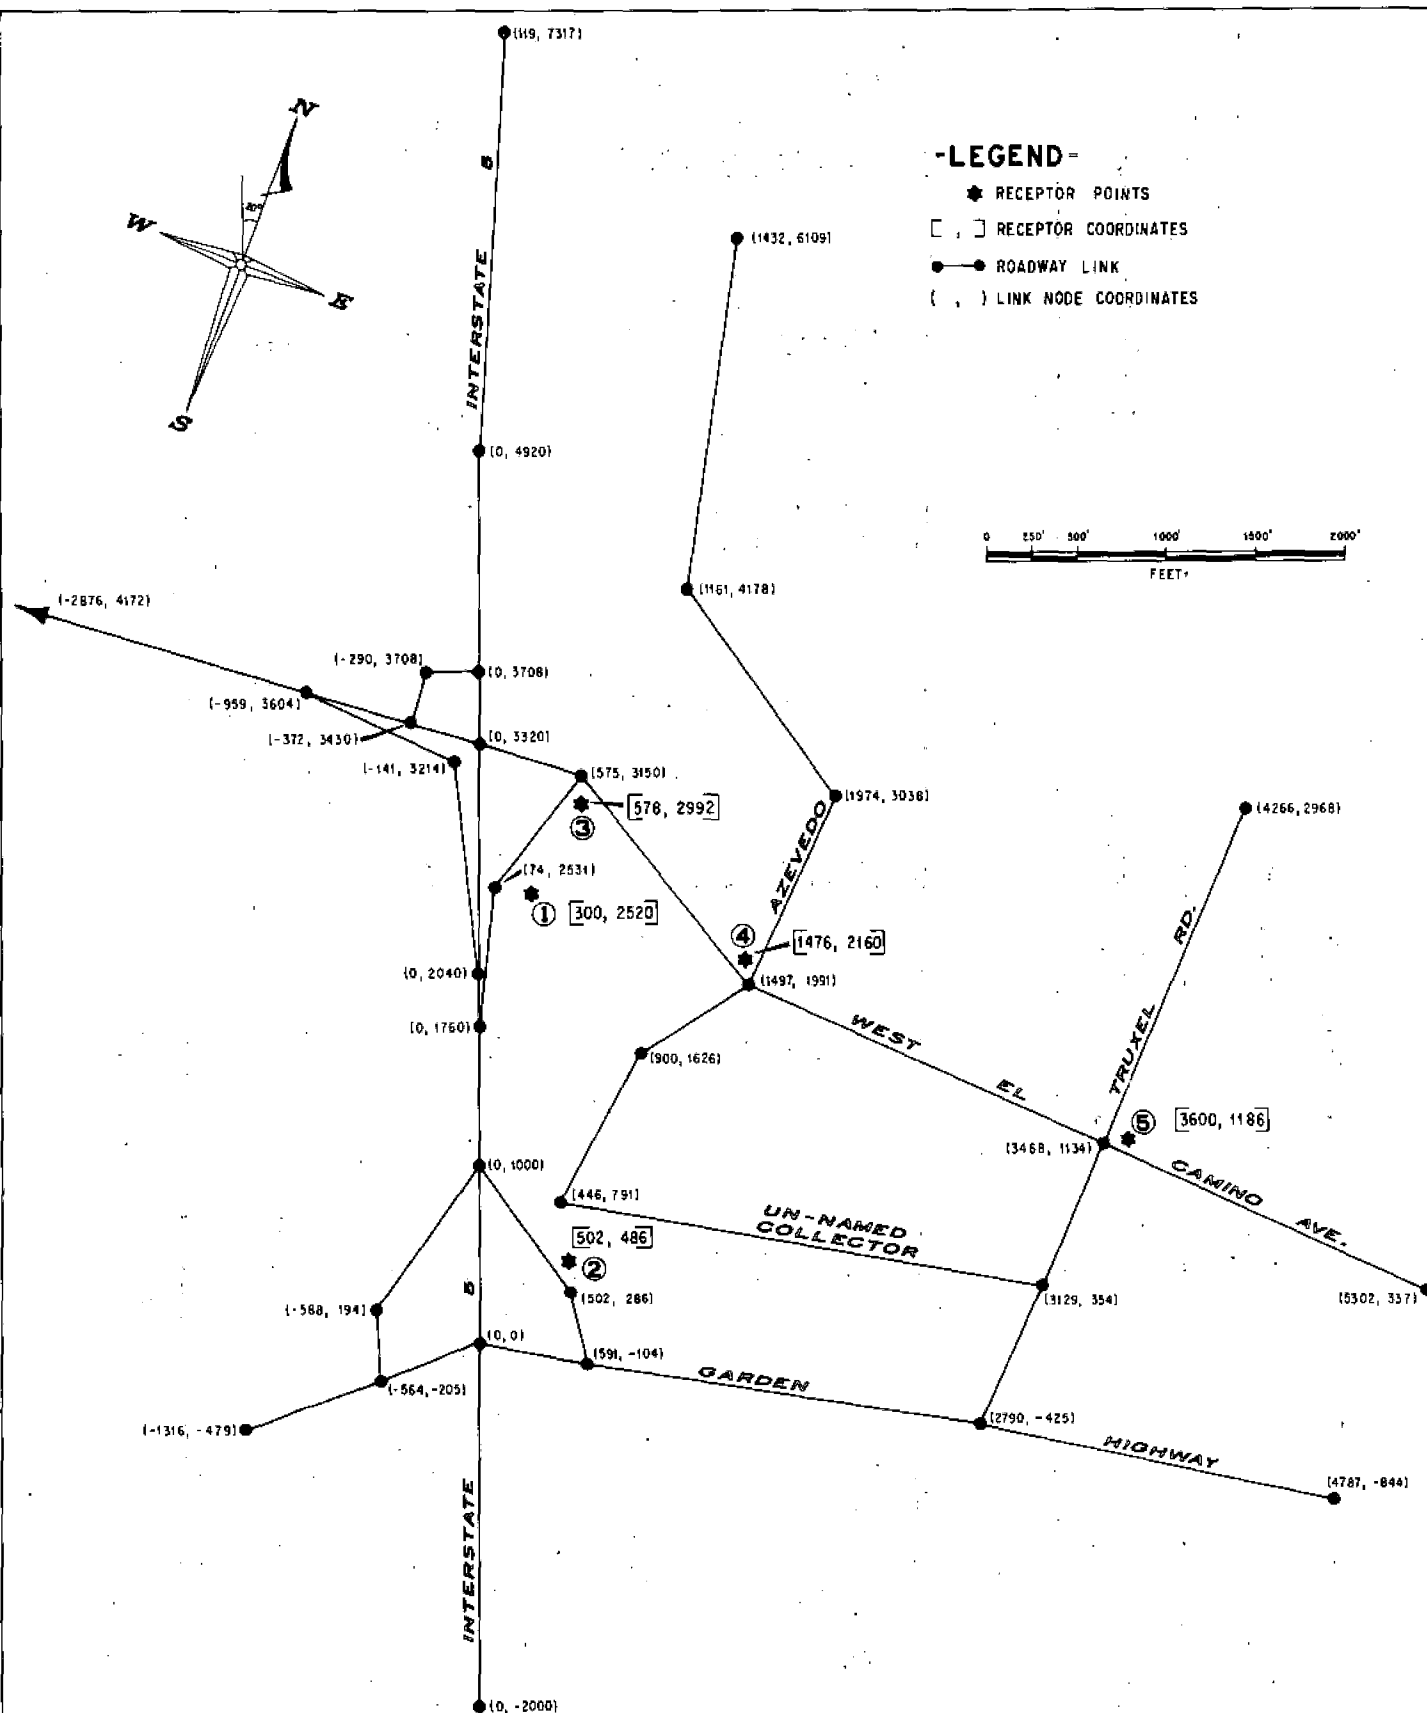 (119, 7317)
N
5
-LEGEND-
RECEPTOR POINTS
[ , ] RECEPTOR COORDINATES
ROADWAY LINK
( , ) LINK NODE COORDINATES
20°
W
E
S
(1432, 6109)
INTERSTATE
(0, 4920)
0 250' 500' 1000' 1500' 2000'
FEET
(-2876, 4172)
(1161, 4178)
(-290, 3708)
(0, 3708)
(-959, 3604)
(-372, 3430)
(0, 3320)
(-141, 3214)
(575, 3150)
[578, 2992]
3
(1974, 3038)
(4266, 2968)
AZEVEDO
(74, 2531)
1 [300, 2520]
4
[1476, 2160]
(0, 2040)
(1497, 1991)
(0, 1760)
WEST
EL
TRUXEL RD.
(900, 1626)
5 [3600, 1186]
(3468, 1134)
(0, 1000)
CAMINO AVE.
(446, 791)
UN-NAMED
COLLECTOR
[502, 486]
2
(502, 286)
(3129, 354)
(5302, 337)
5
(-588, 194)
(0, 0)
(591, -104)
GARDEN
(-564, -205)
(2790, -425)
(-1316, -479)
HIGHWAY
(4787, -844)
INTERSTATE
(0, -2000)